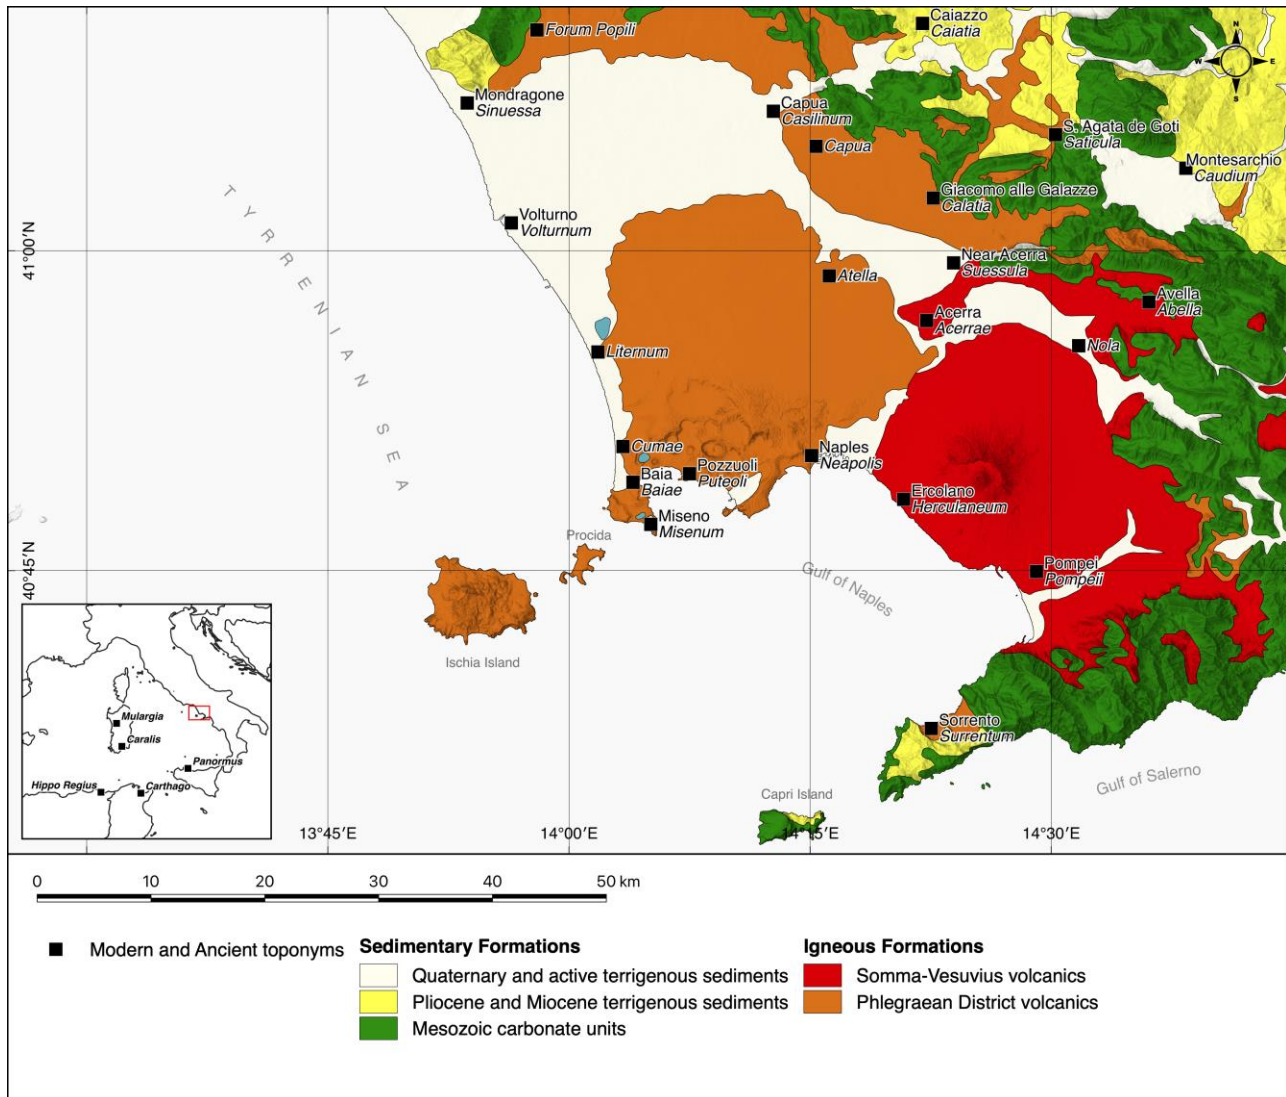 Forum Popili
Caiazzo
Caiatia
N
W
E
S
Mondragone
Sinuessa
Capua
Casilinum
Capua
S. Agata de Goti
Saticula
Montesarchio
Caudium
Giacomo alle Galazze
Calatia
TYRRENIAN SEA
Volturno
Volturnum
41°00'N
Near Acerra
Suessula
Atella
Avella
Abella
Acerra
Acerrae
Nola
Liternum
Cumae
Naples
Neapolis
Pozzuoli
Puteoli
Baia
Baiae
Ercolano
Herculaneum
Miseno
Misenum
Procida
40°45'N
Gulf of Naples
Pompei
Pompeii
Ischia Island
Sorrento
Surrentum
Gulf of Salerno
Capri Island
Mulargia
Caralis
Panormus
Hippo Regius
Carthago
13°45'E
14°00'E
14°15'E
14°30'E
0 10 20 30 40 50 km
Modern and Ancient toponyms
Sedimentary Formations
Quaternary and active terrigenous sediments
Pliocene and Miocene terrigenous sediments
Mesozoic carbonate units
Igneous Formations
Somma-Vesuvius volcanics
Phlegraean District volcanics